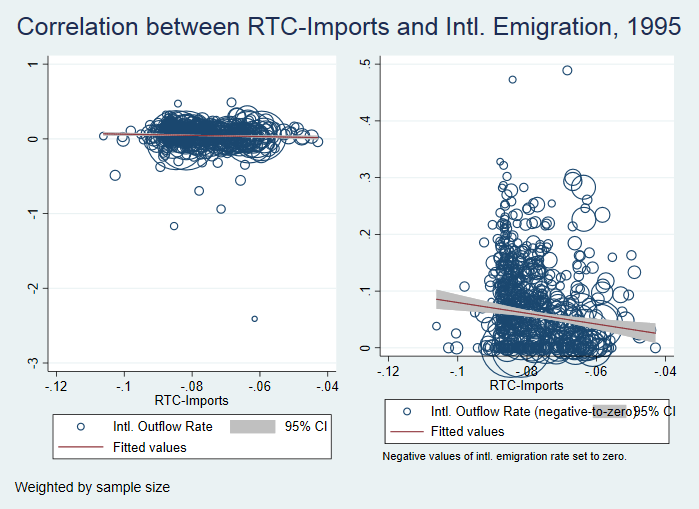 Correlation between RTC-Imports and Intl. Emigration, 1995
1
0
-1
-2
-3
-.12
-.1
-.08
-.06
-.04
RTC-Imports
Intl. Outflow Rate
95% CI
Fitted values
.5
.4
.3
.2
.1
0
-.12
-.1
-.08
-.06
-.04
RTC-Imports
Intl. Outflow Rate (negative-to-zero)
95% CI
Fitted values
Negative values of intl. emigration rate set to zero.
Weighted by sample size